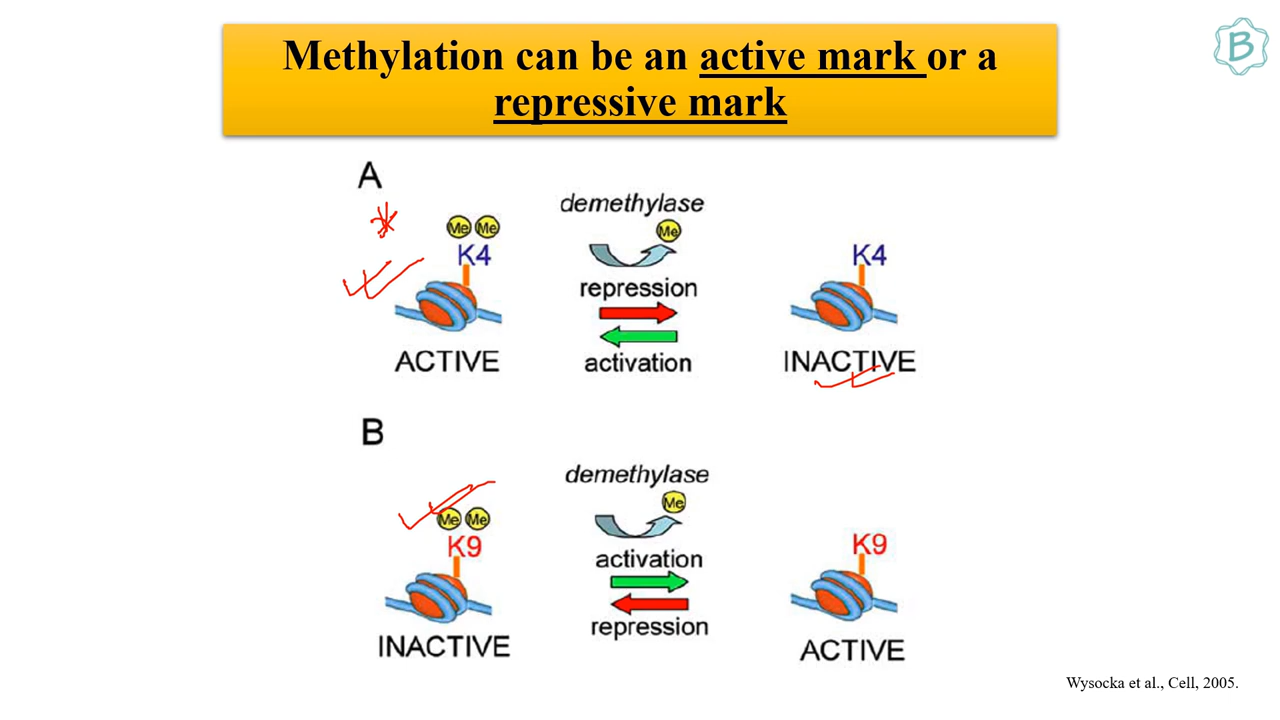 Methylation can be an active mark or a
repressive mark
B
A
demethylase
Me Me
Me
K4
K4
repression
activation
ACTIVE
INACTIVE
B
demethylase
Me
Me Me
K9
K9
activation
repression
INACTIVE
ACTIVE
Wysocka et al., Cell, 2005.